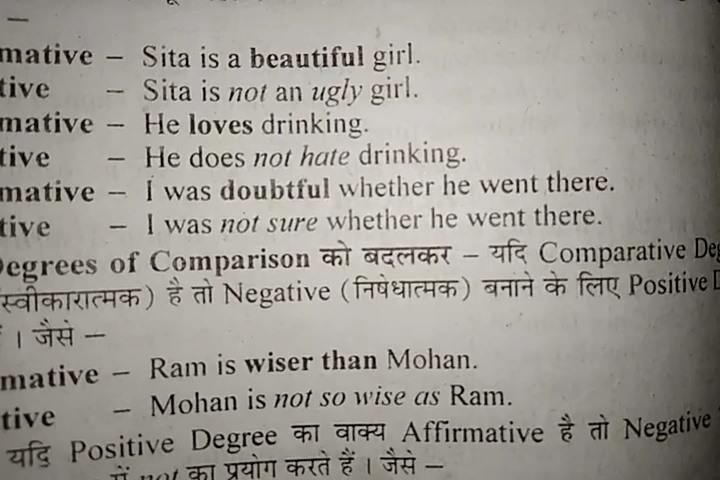 mative – Sita is a beautiful girl.
tive – Sita is not an ugly girl.
mative – He loves drinking.
tive – He does not hate drinking.
mative – I was doubtful whether he went there.
tive – I was not sure whether he went there.
Degrees of Comparison को बदलकर – यदि Comparative Deg
स्वीकारात्मक) है तो Negative (निषेधात्मक) बनाने के लिए Positive D
। जैसे –
mative – Ram is wiser than Mohan.
tive – Mohan is not so wise as Ram.
यदि Positive Degree का वाक्य Affirmative है तो Negative
में not का प्रयोग करते हैं । जैसे –